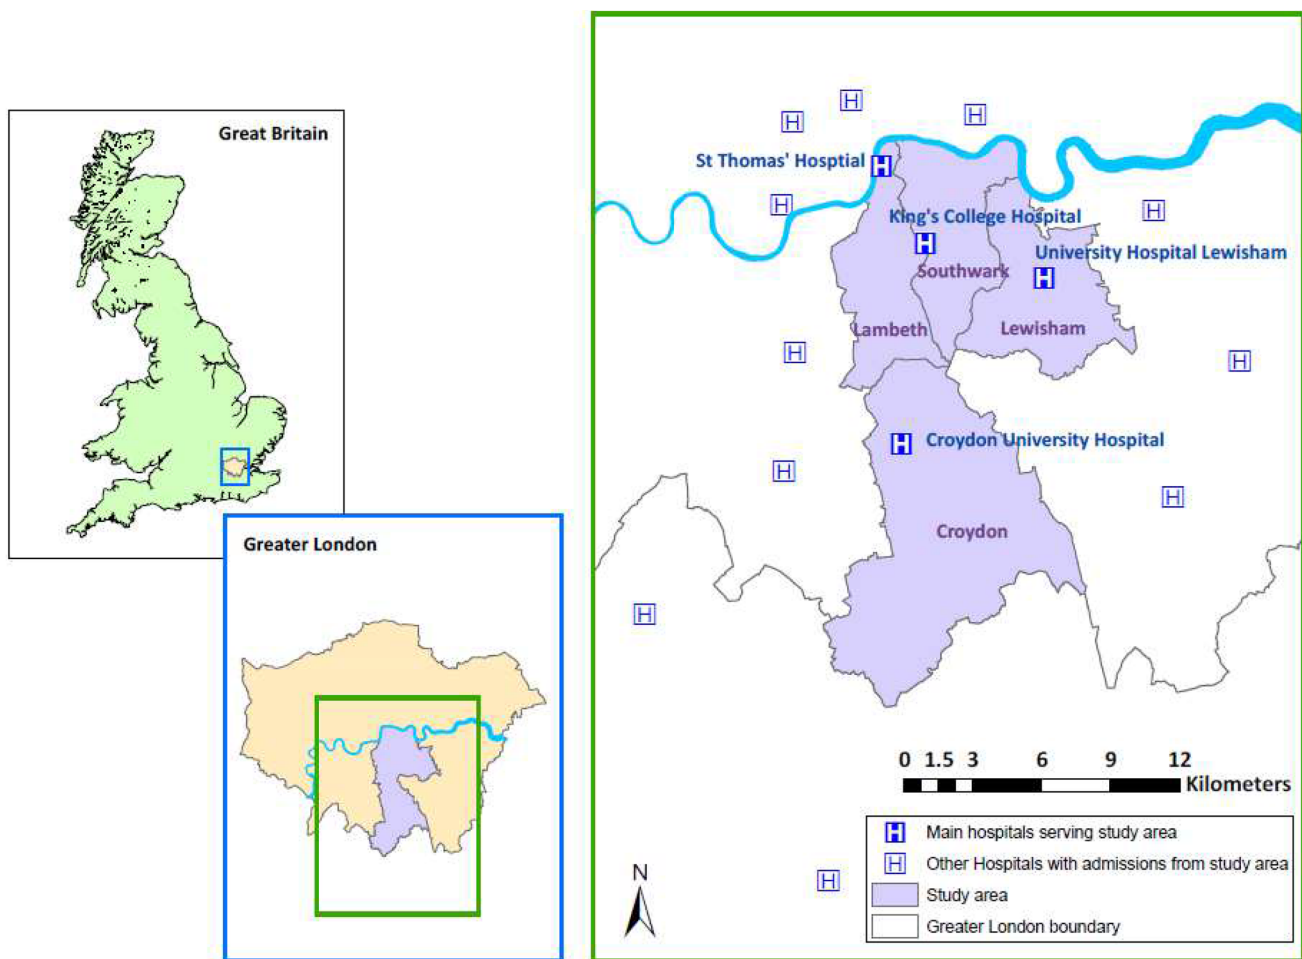 Great Britain
Greater London
St Thomas' Hosptial
King's College Hospital
University Hospital Lewisham
Southwark
Lambeth
Lewisham
Croydon University Hospital
Croydon
0 1.5 3 6 9 12
Kilometers
N
H Main hospitals serving study area
H Other Hospitals with admissions from study area
Study area
Greater London boundary